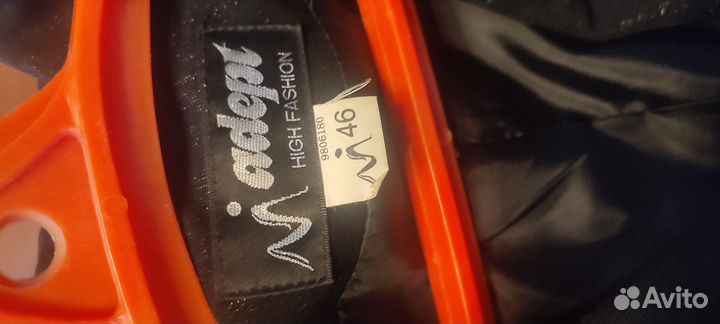 adept
HIGH FASHION
46
9806180
Avito